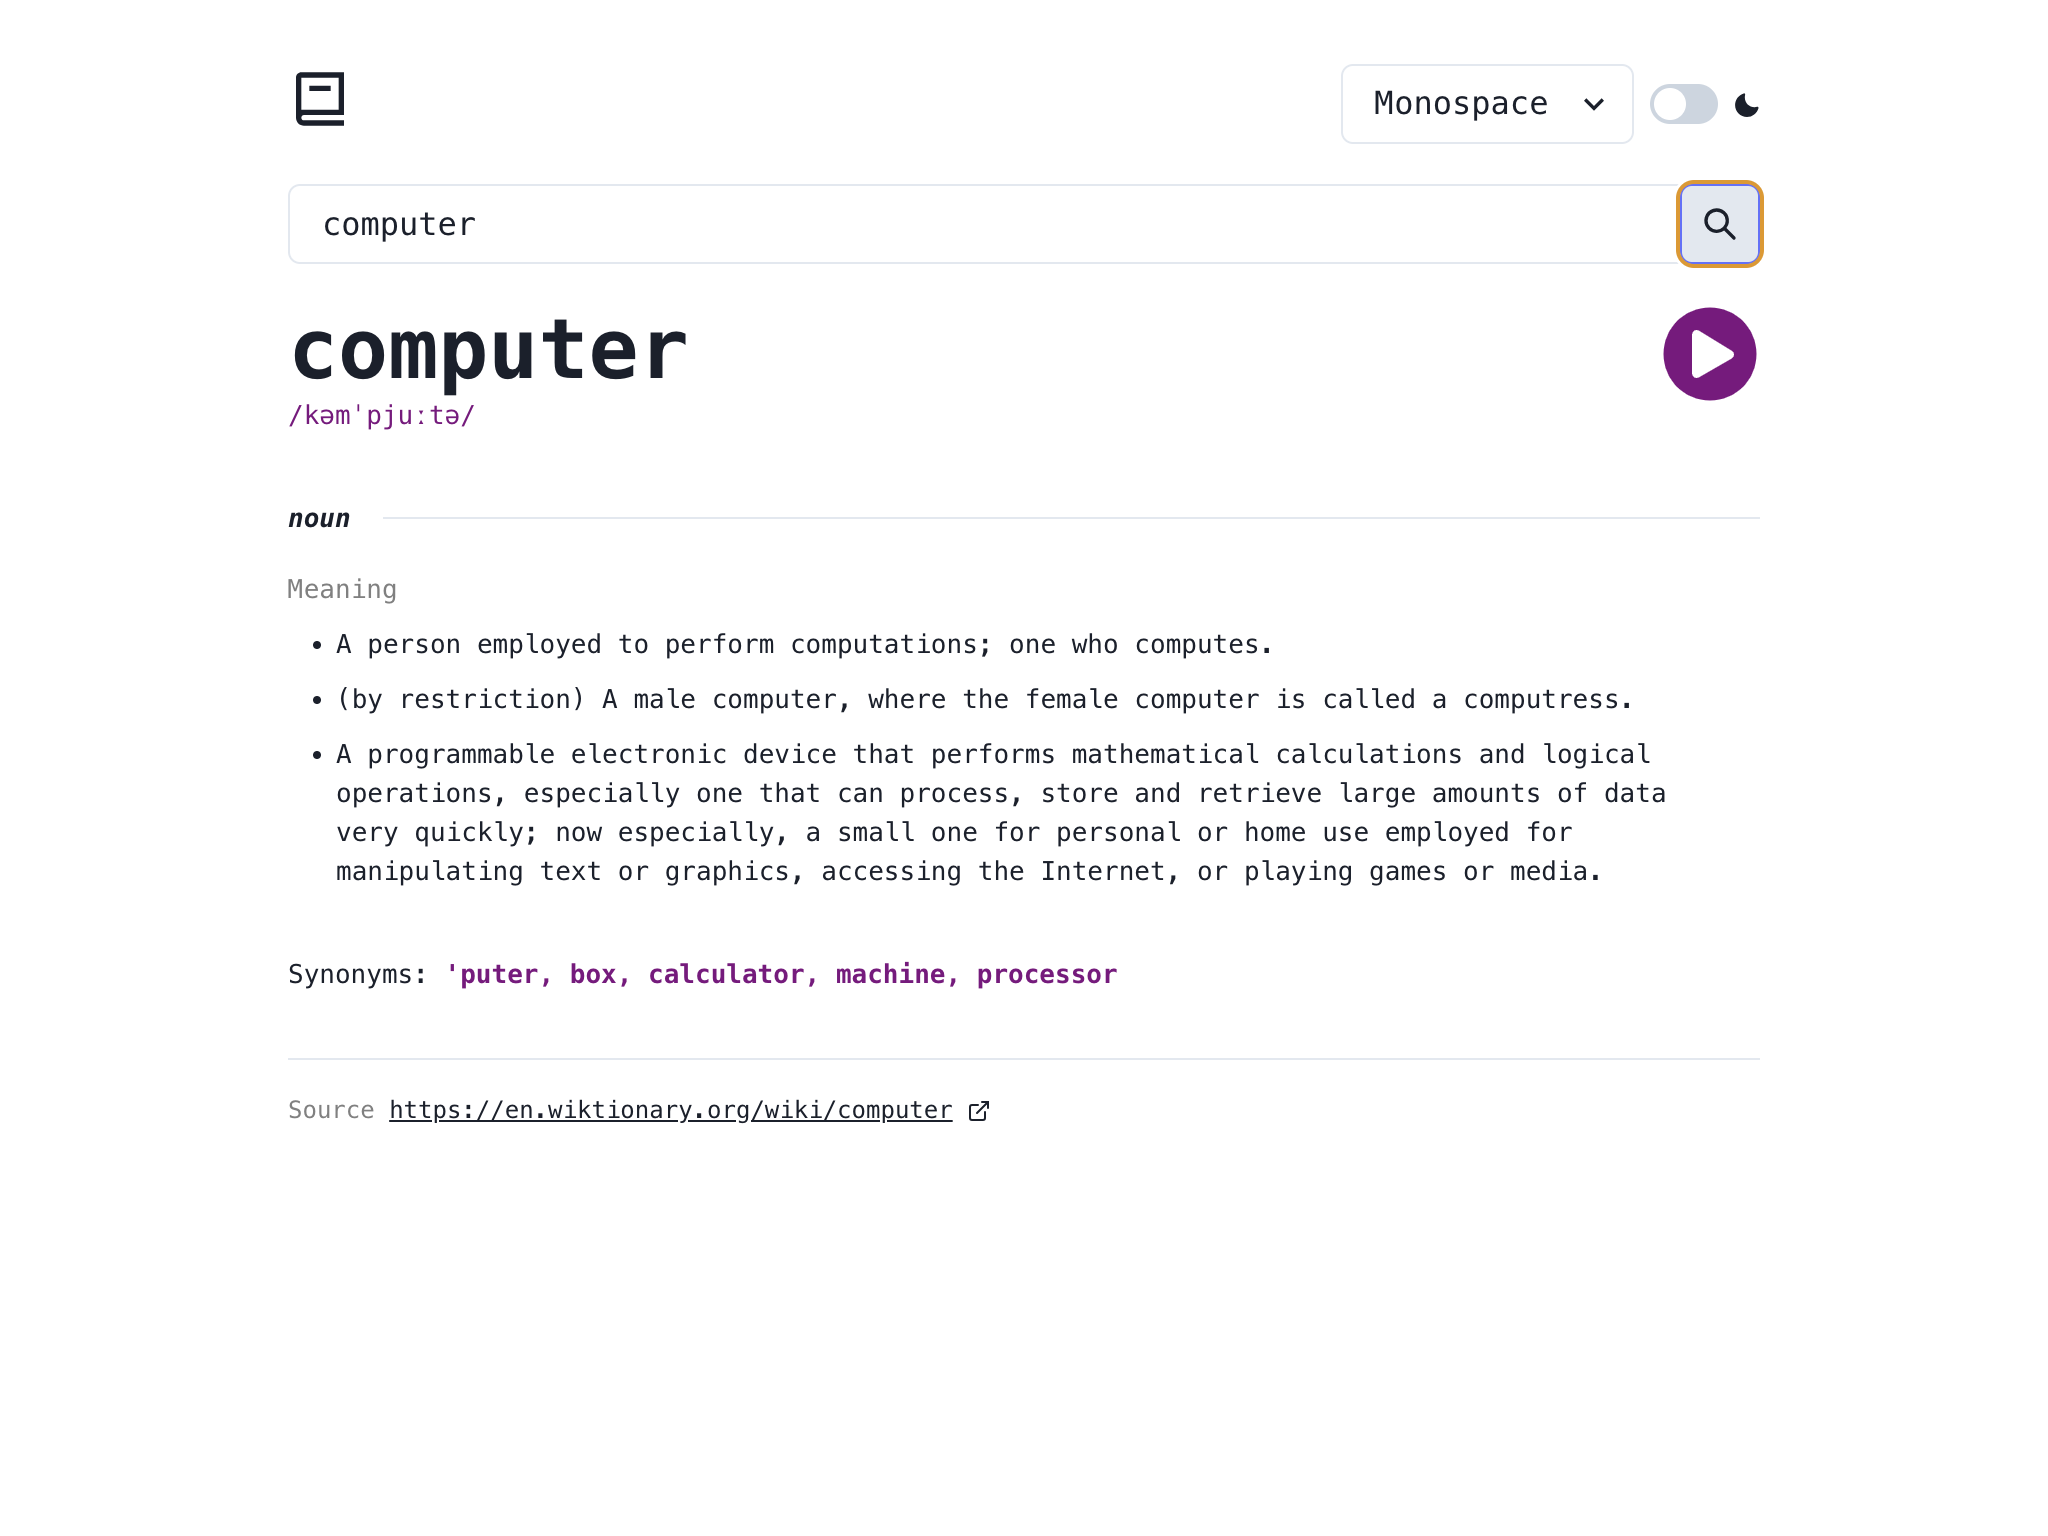 Monospace
computer
computer
/kəmˈpjuːtə/
noun
Meaning
• A person employed to perform computations; one who computes.
• (by restriction) A male computer, where the female computer is called a computress.
• A programmable electronic device that performs mathematical calculations and logical
operations, especially one that can process, store and retrieve large amounts of data
very quickly; now especially, a small one for personal or home use employed for
manipulating text or graphics, accessing the Internet, or playing games or media.
Synonyms: 'puter, box, calculator, machine, processor
Source https://en.wiktionary.org/wiki/computer